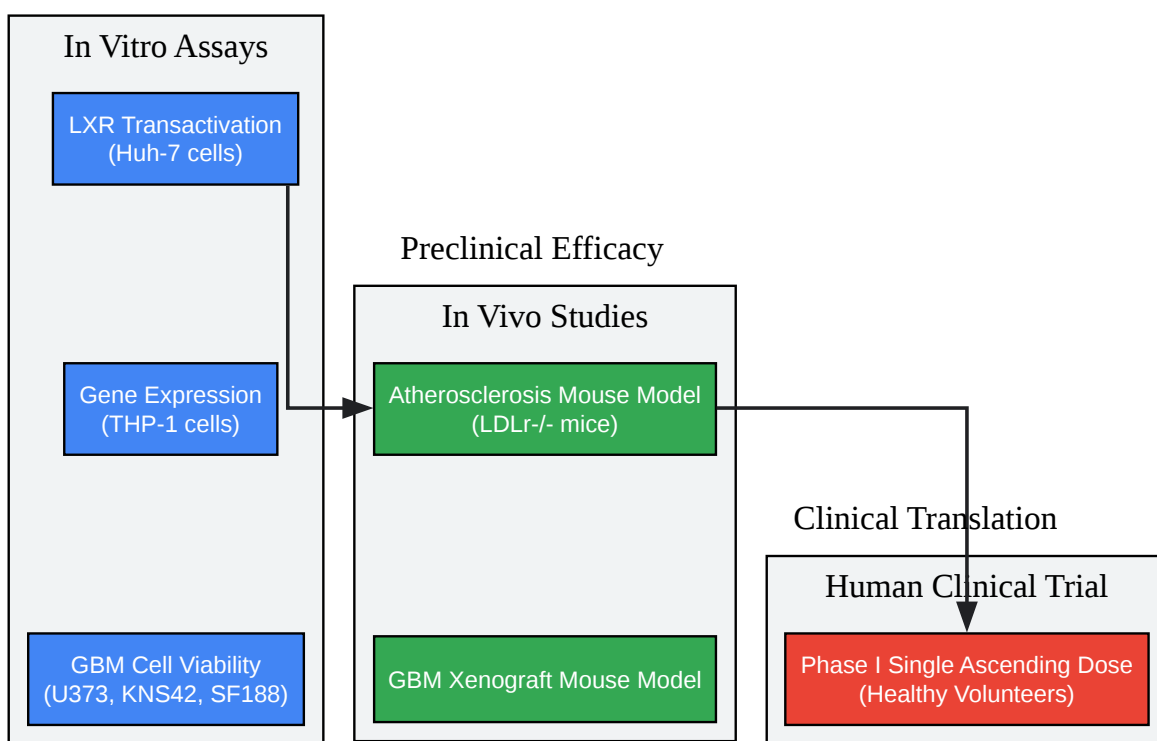 In Vitro Assays
LXR Transactivation
(Huh-7 cells)
Gene Expression
(THP-1 cells)
GBM Cell Viability
(U373, KNS42, SF188)
Preclinical Efficacy
In Vivo Studies
Atherosclerosis Mouse Model
(LDLr-/- mice)
GBM Xenograft Mouse Model
Clinical Translation
Human Clinical Trial
Phase I Single Ascending Dose
(Healthy Volunteers)